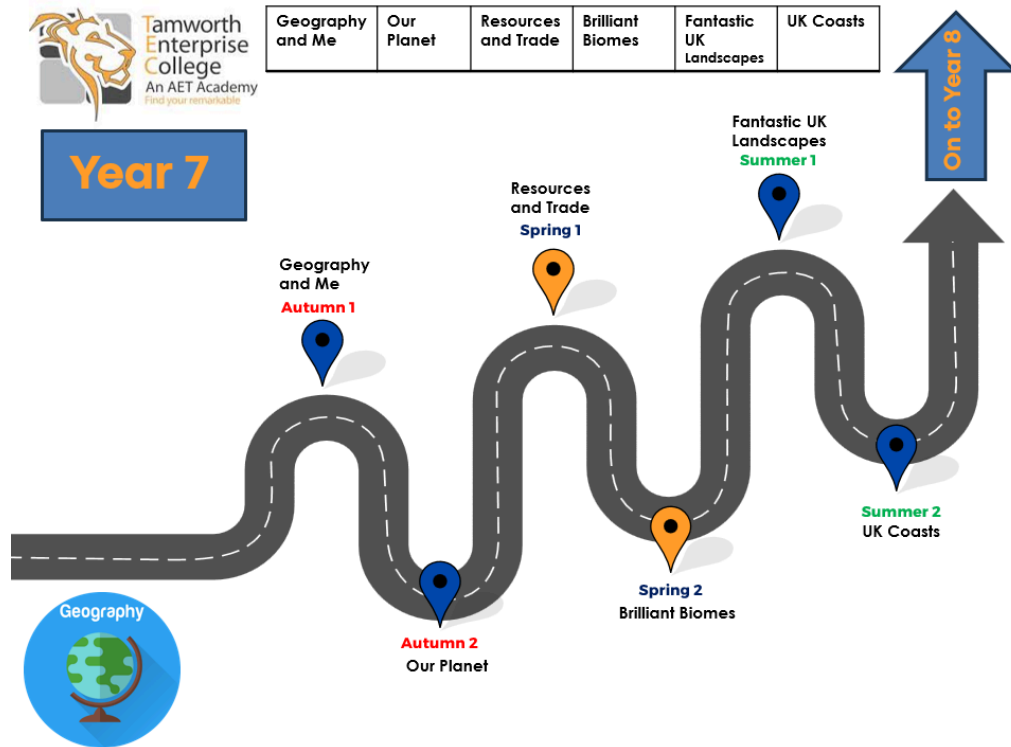 Tamworth
Enterprise
College
An AET Academy
Find your remarkable
Geography
and Me
Our
Planet
Resources
and Trade
Brilliant
Biomes
Fantastic
UK
Landscapes
UK Coasts
On to Year 8
Year 7
Fantastic UK
Landscapes
Summer 1
Resources
and Trade
Spring 1
Geography
and Me
Autumn 1
Summer 2
UK Coasts
Spring 2
Brilliant Biomes
Autumn 2
Our Planet
Geography